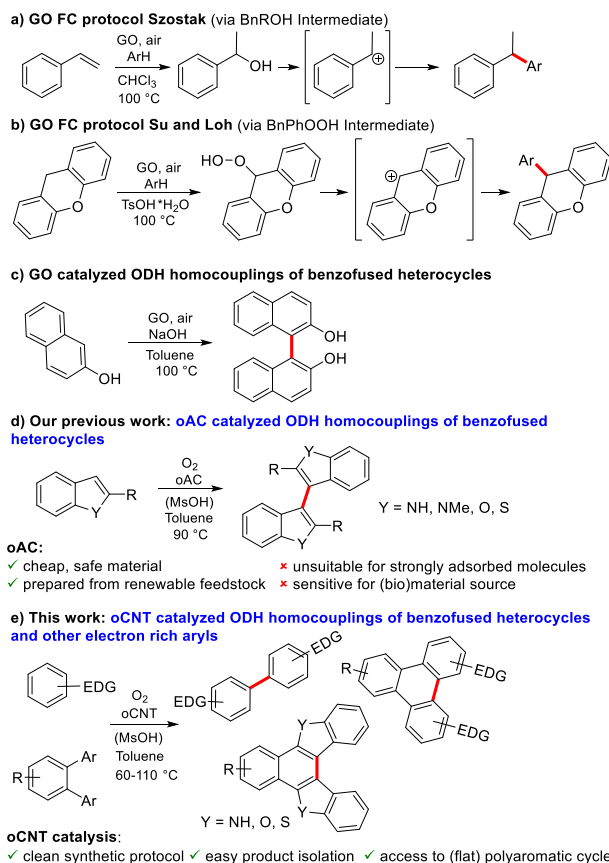 a) GO FC protocol Szostak (via BnROH Intermediate)
GO, air
ArH
CHCl3
100 °C
OH
Ar
b) GO FC protocol Su and Loh (via BnPhOOH Intermediate)
O
GO, air
ArH
TsOH*H2O
100 °C
HO-O
O
O
Ar
O
c) GO catalyzed ODH homocouplings of benzofused heterocycles
OH
GO, air
NaOH
Toluene
100 °C
OH
OH
d) Our previous work: oAC catalyzed ODH homocouplings of benzofused
heterocycles
R
Y
O2
oAC
(MsOH)
Toluene
90 °C
Y
R
R
Y
Y = NH, NMe, O, S
oAC:
✓ cheap, safe material
✘ unsuitable for strongly adsorbed molecules
✓ prepared from renewable feedstock
✘ sensitive for (bio)material source
e) This work: oCNT catalyzed ODH homocouplings of benzofused heterocycles
and other electron rich aryls
EDG
R
Ar
Ar
O2
oCNT
(MsOH)
Toluene
60-110 °C
EDG
EDG
R
EDG
EDG
R
Y
Y
Y = NH, O, S
oCNT catalysis:
✓ clean synthetic protocol ✓ easy product isolation ✓ access to (flat) polyaromatic cycle